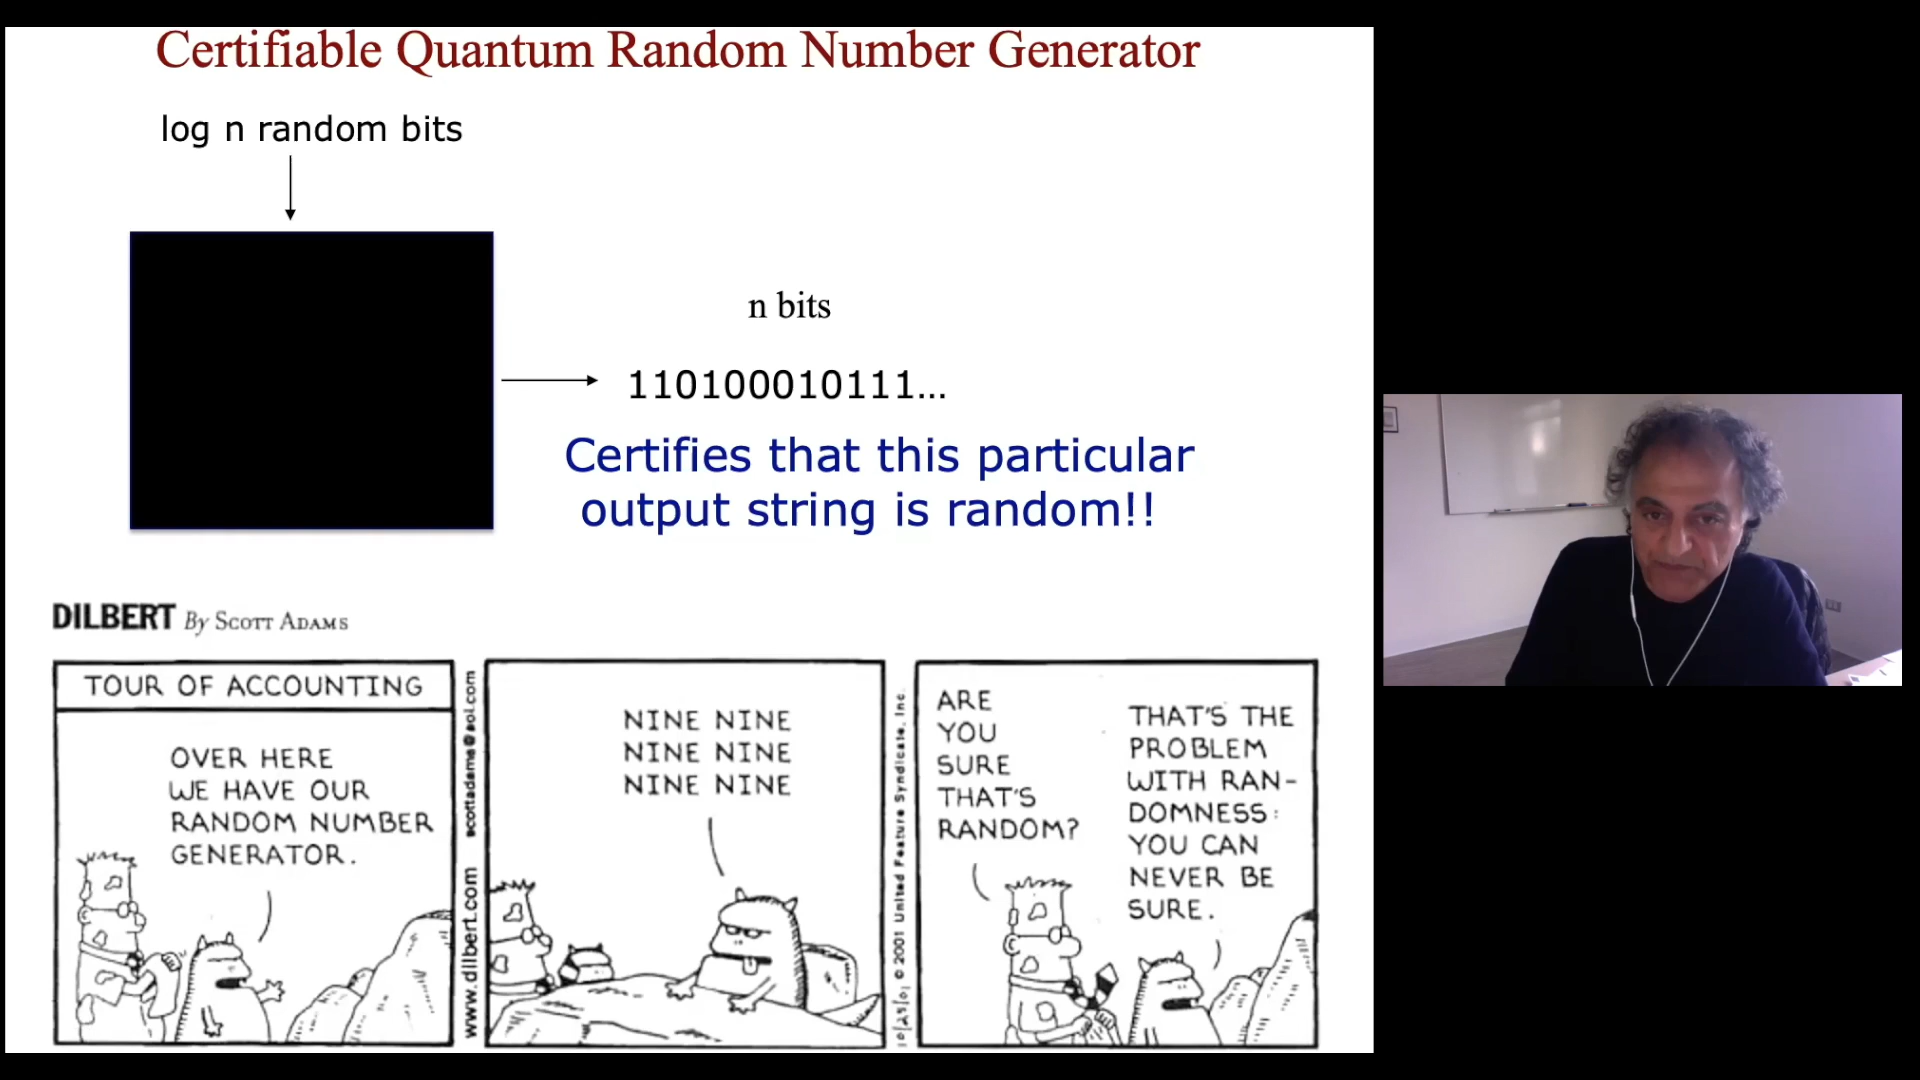 Certifiable Quantum Random Number Generator
log n random bits
n bits
110100010111...
Certifies that this particular
output string is random!!
DILBERT By SCOTT ADAMS
TOUR OF ACCOUNTING
OVER HERE
WE HAVE OUR
RANDOM NUMBER
GENERATOR.
www.dilbert.com scottadams@aol.com
NINE NINE
NINE NINE
NINE NINE
10/25/01 © 2001 United Feature Syndicate, Inc.
ARE
YOU
SURE
THAT'S
RANDOM?
THAT'S THE
PROBLEM
WITH RAN-
DOMNESS:
YOU CAN
NEVER BE
SURE.